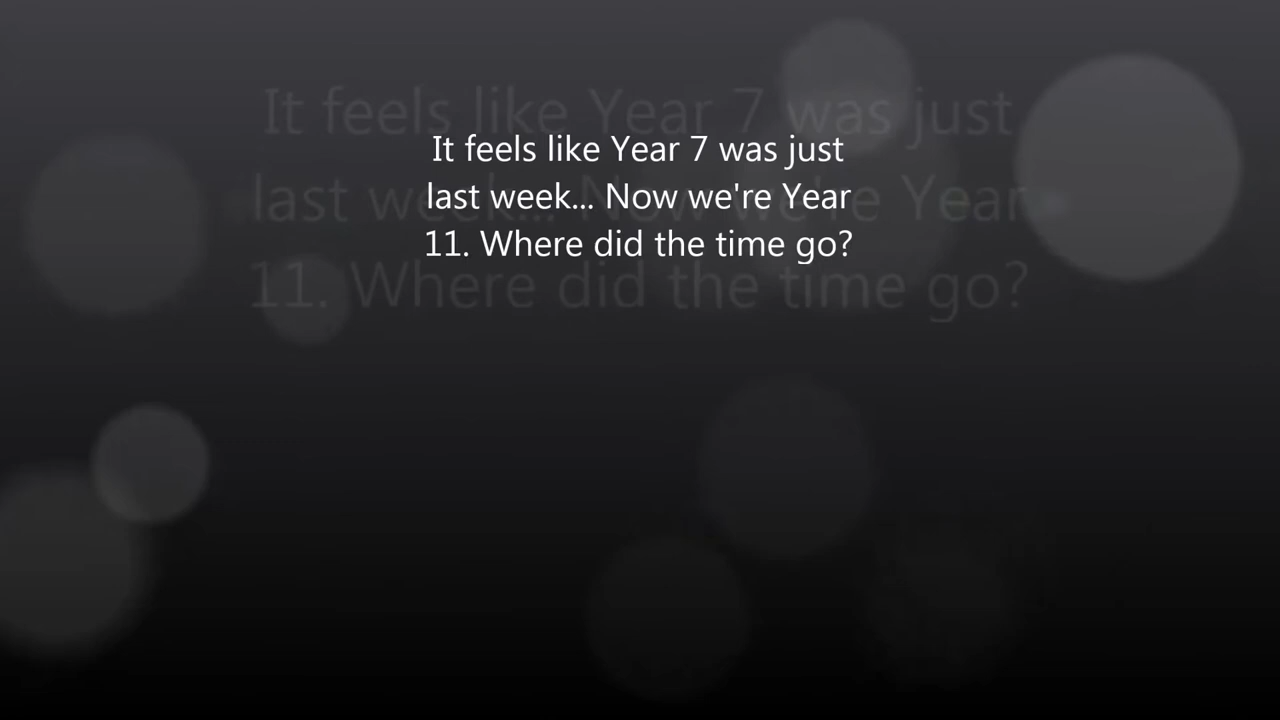 It feels like Year 7 was just
last week... Now we're Year
11. Where did the time go?